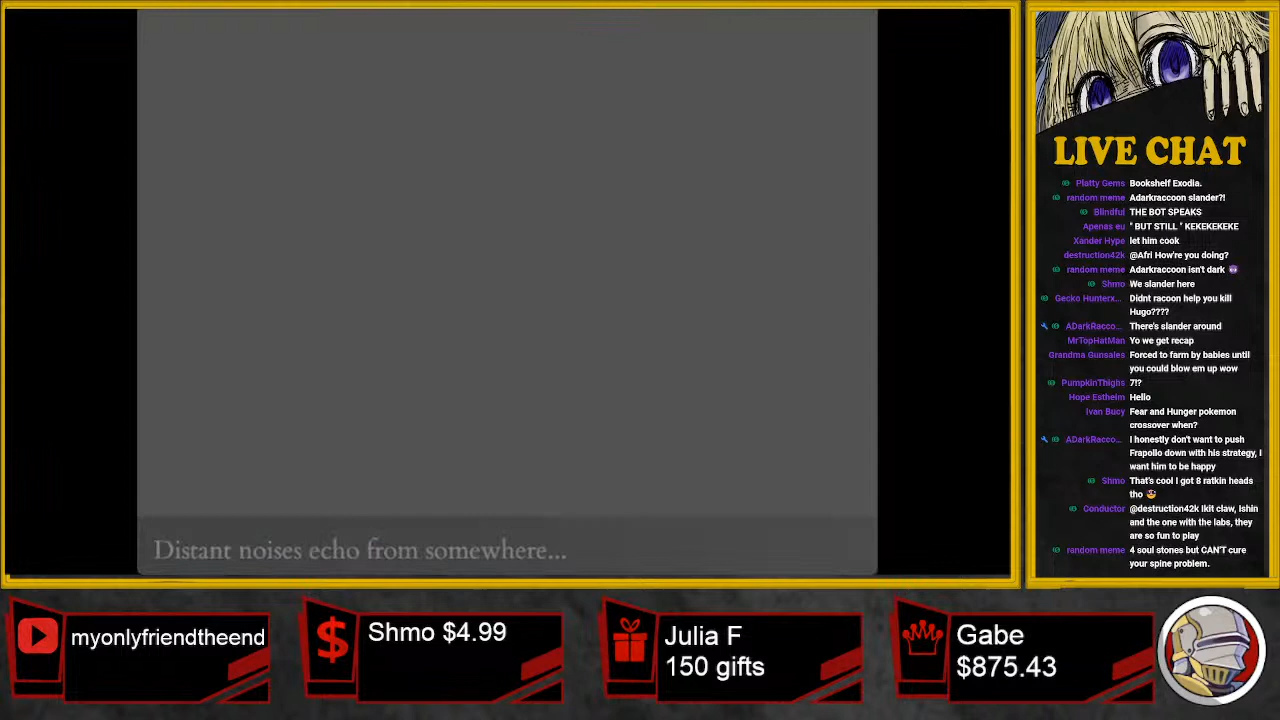 Distant noises echo from somewhere...
LIVE CHAT
Platty Gems Bookshelf Exodia.
random meme Adarkraccoon slander?!
Blindful THE BOT SPEAKS
Apenas eu " BUT STILL " KEKEKEKEKE
Xander Hype let him cook
destruction42k @Afri How're you doing?
random meme Adarkraccoon isn't dark
Shmo We slander here
Gecko Hunterx... Didnt racoon help you kill
Hugo????
ADarkRacco... There's slander around
MrTopHatMan Yo we get recap
Grandma Gunsales Forced to farm by babies until
you could blow em up wow
PumpkinThighs 7!?
Hope Estheim Hello
Ivan Bucy Fear and Hunger pokemon
crossover when?
ADarkRacco... I honestly don't want to push
Frapollo down with his strategy, I
want him to be happy
Shmo That's cool I got 8 ratkin heads
tho
Conductor @destruction42k Ikit claw, Ishin
and the one with the labs, they
are so fun to play
random meme 4 soul stones but CAN'T cure
your spine problem.
myonlyfriendtheend
Shmo $4.99
Julia F
150 gifts
Gabe
$875.43